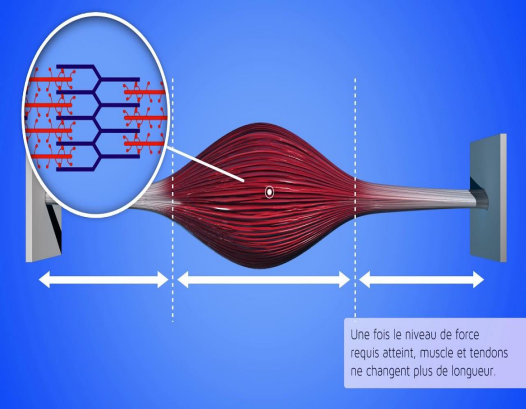 Une fois le niveau de force
requis atteint, muscle et tendons
ne changent plus de longueur.